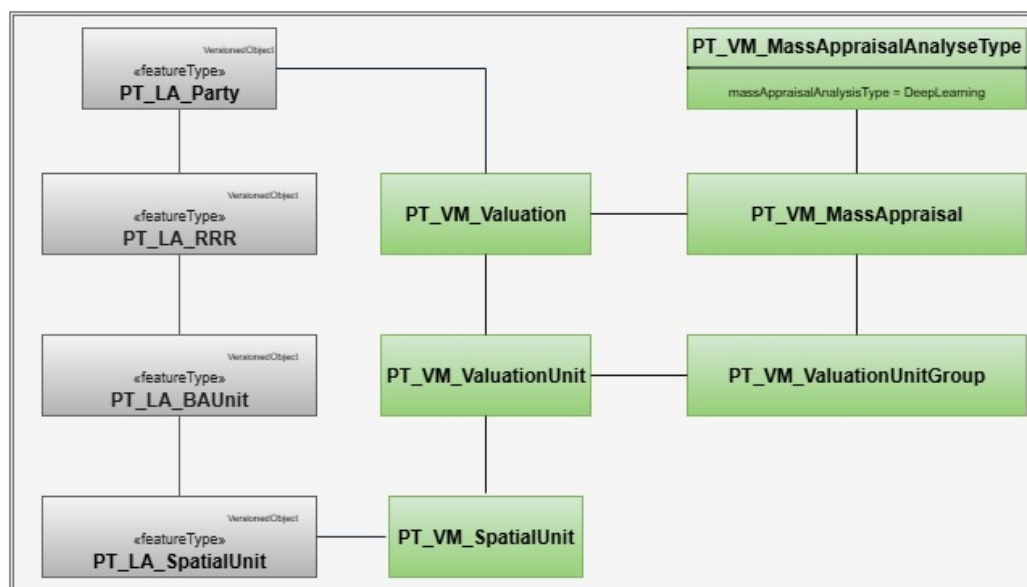 VersionedObject
«featureType»
PT_LA_Party
PT_VM_MassAppraisalAnalyseType
massAppraisalAnalysisType = DeepLearning
VersionedObject
«featureType»
PT_LA_RRR
PT_VM_Valuation
PT_VM_MassAppraisal
VersionedObject
«featureType»
PT_LA_BAUnit
PT_VM_ValuationUnit
PT_VM_ValuationUnitGroup
VersionedObject
«featureType»
PT_LA_SpatialUnit
PT_VM_SpatialUnit